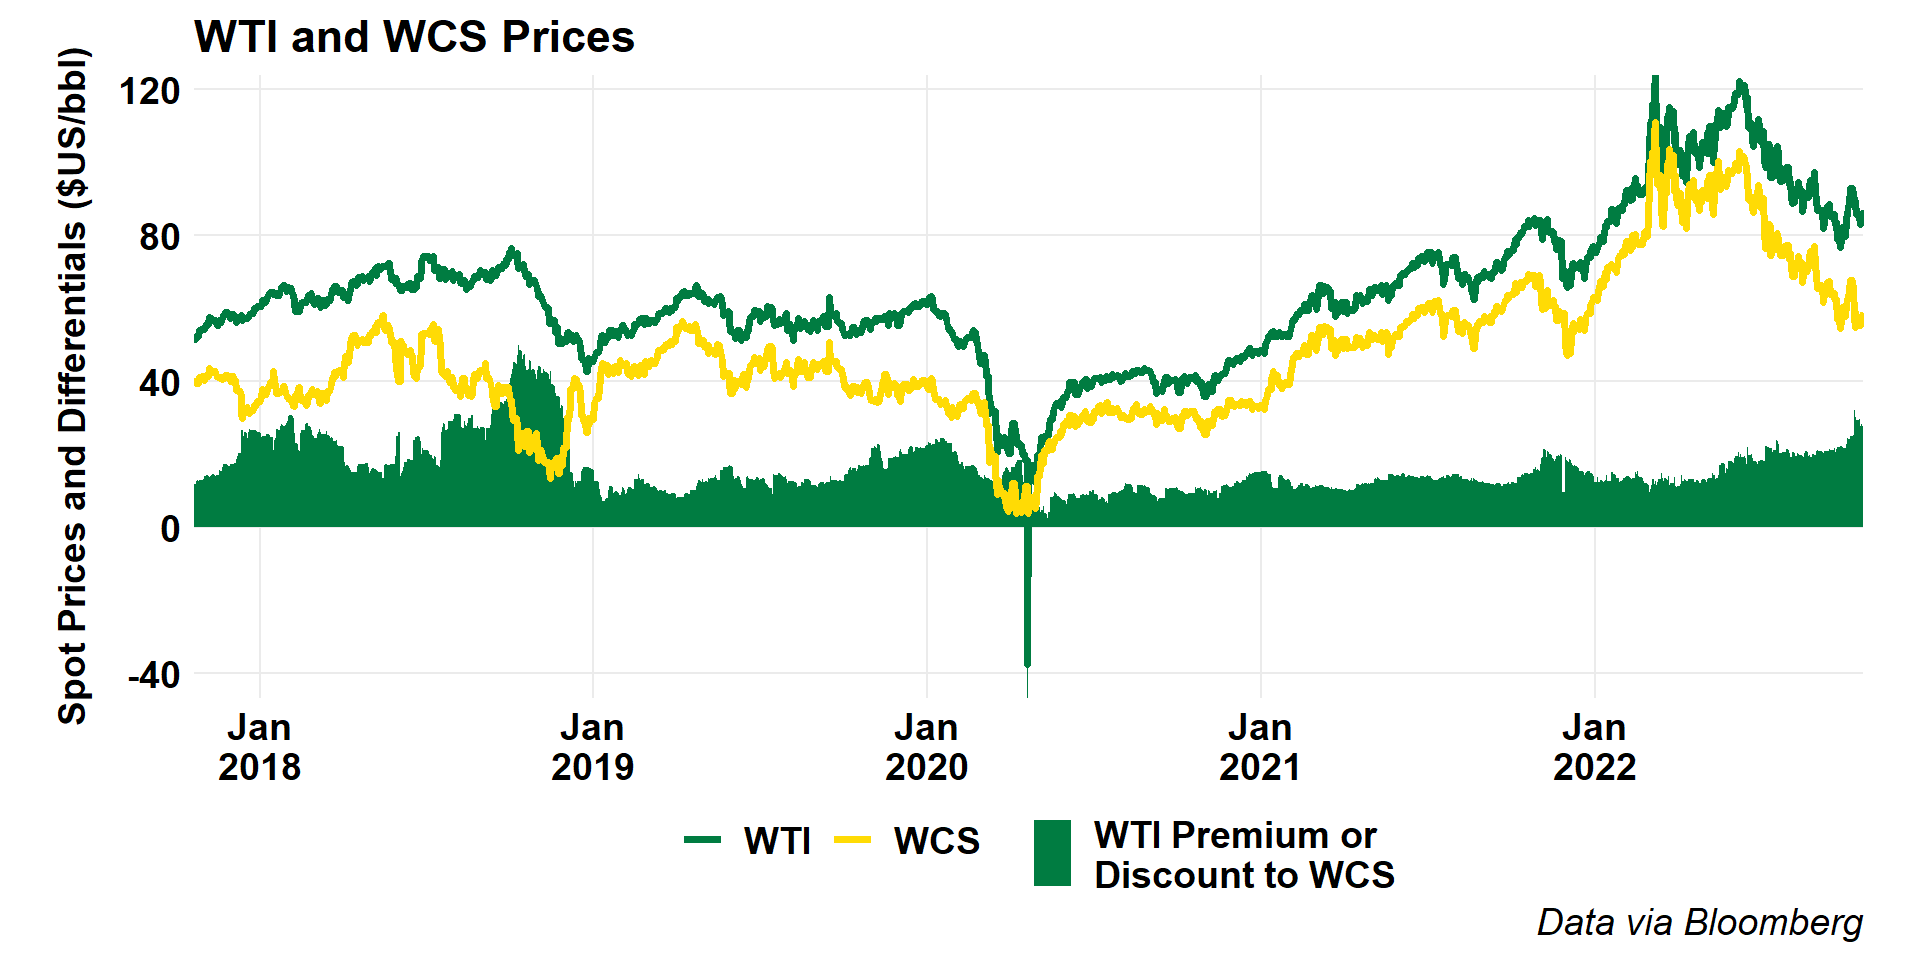 WTI and WCS Prices
Spot Prices and Differentials ($US/bbl)
120
80
40
0
-40
Jan 2018
Jan 2019
Jan 2020
Jan 2021
Jan 2022
WTI
WCS
WTI Premium or
Discount to WCS
Data via Bloomberg